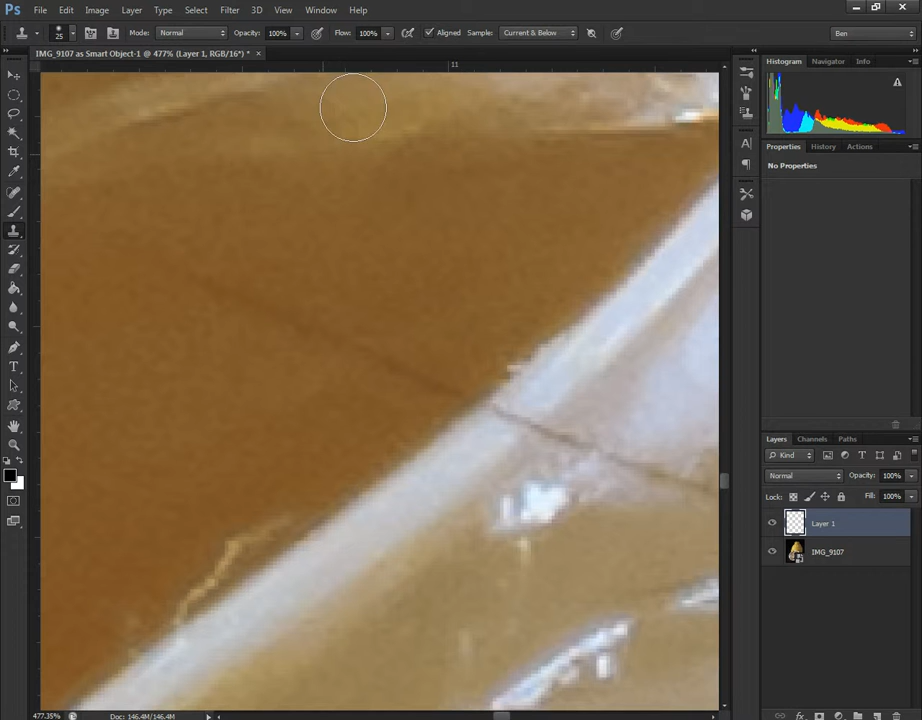 Ps File Edit Image Layer Type Select Filter 3D View Window Help
25 Mode: Normal Opacity: 100% Flow: 100% Aligned Sample: Current & Below Ben
IMG_9107 as Smart Object-1 @ 477% (Layer 1, RGB/16*) * ×
11
Histogram Navigator Info
Properties History Actions
No Properties
Layers Channels Paths
Kind
Normal Opacity: 100%
Lock: Fill: 100%
Layer 1
IMG_9107
477.35% Doc: 146.4M/146.4M